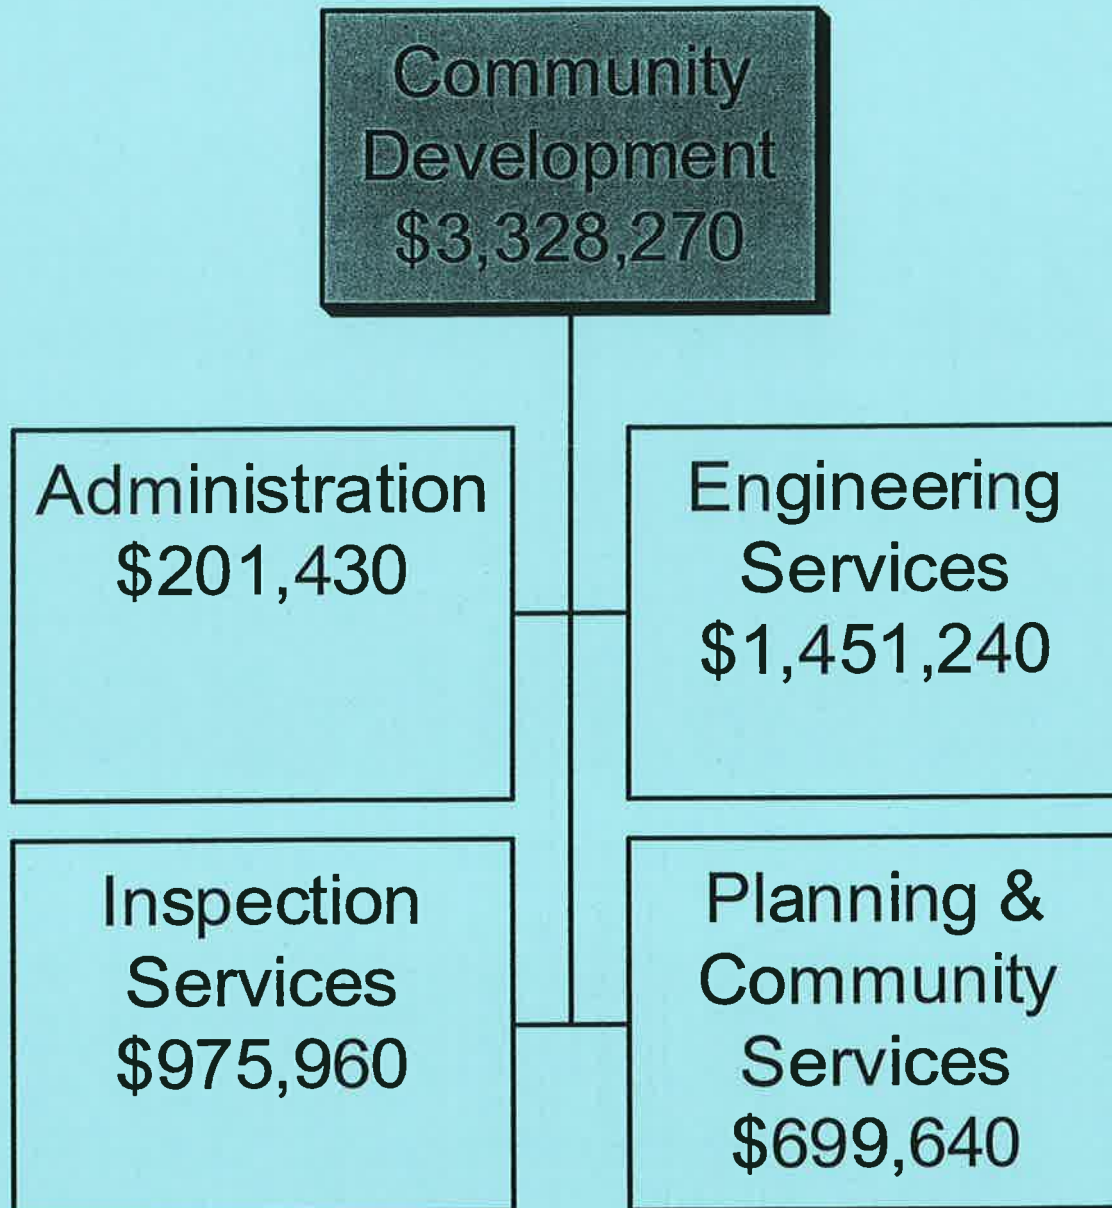 Community
Development
$3,328,270
Administration
$201,430
Engineering
Services
$1,451,240
Inspection
Services
$975,960
Planning &
Community
Services
$699,640